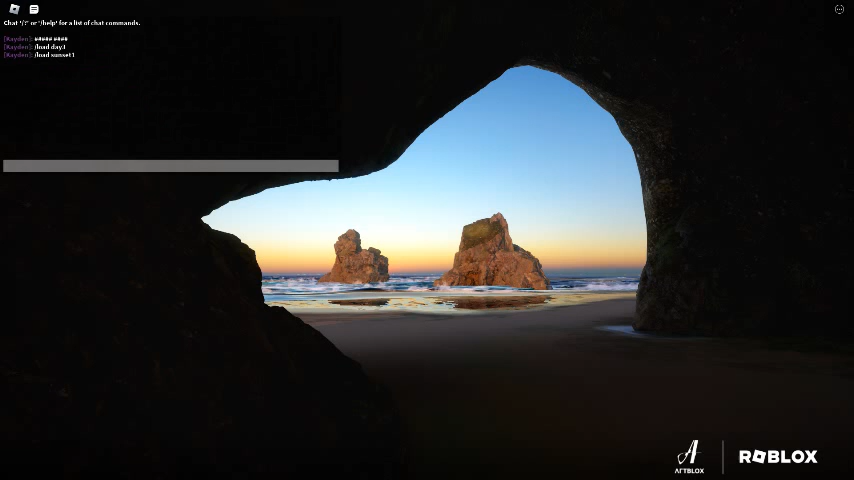 Chat '/?' or '/help' for a list of chat commands.
[Kayden]: ##### ####
[Kayden]: /load day1
[Kayden]: /load sunset1
ArTBLOX
ROBLOX